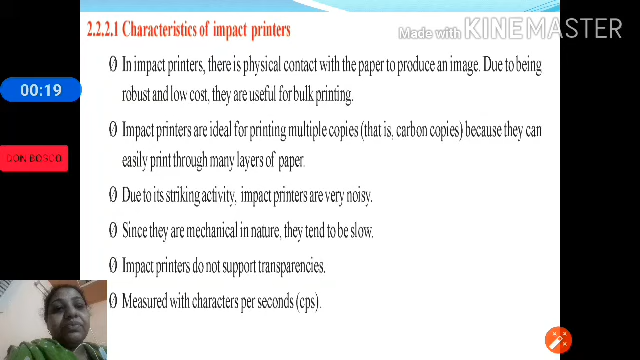 2.2.2.1 Characteristics of impact printers
Made with KINEMASTER
In impact printers, there is physical contact with the paper to produce an image. Due to being
00:19
robust and low cost, they are useful for bulk printing.
Impact printers are ideal for printing multiple copies (that is, carbon copies) because they can
DON BOSCO
easily print through many layers of paper.
Due to its striking activity, impact printers are very noisy.
Since they are mechanical in nature, they tend to be slow.
Impact printers do not support transparencies.
Measured with characters per seconds (cps).